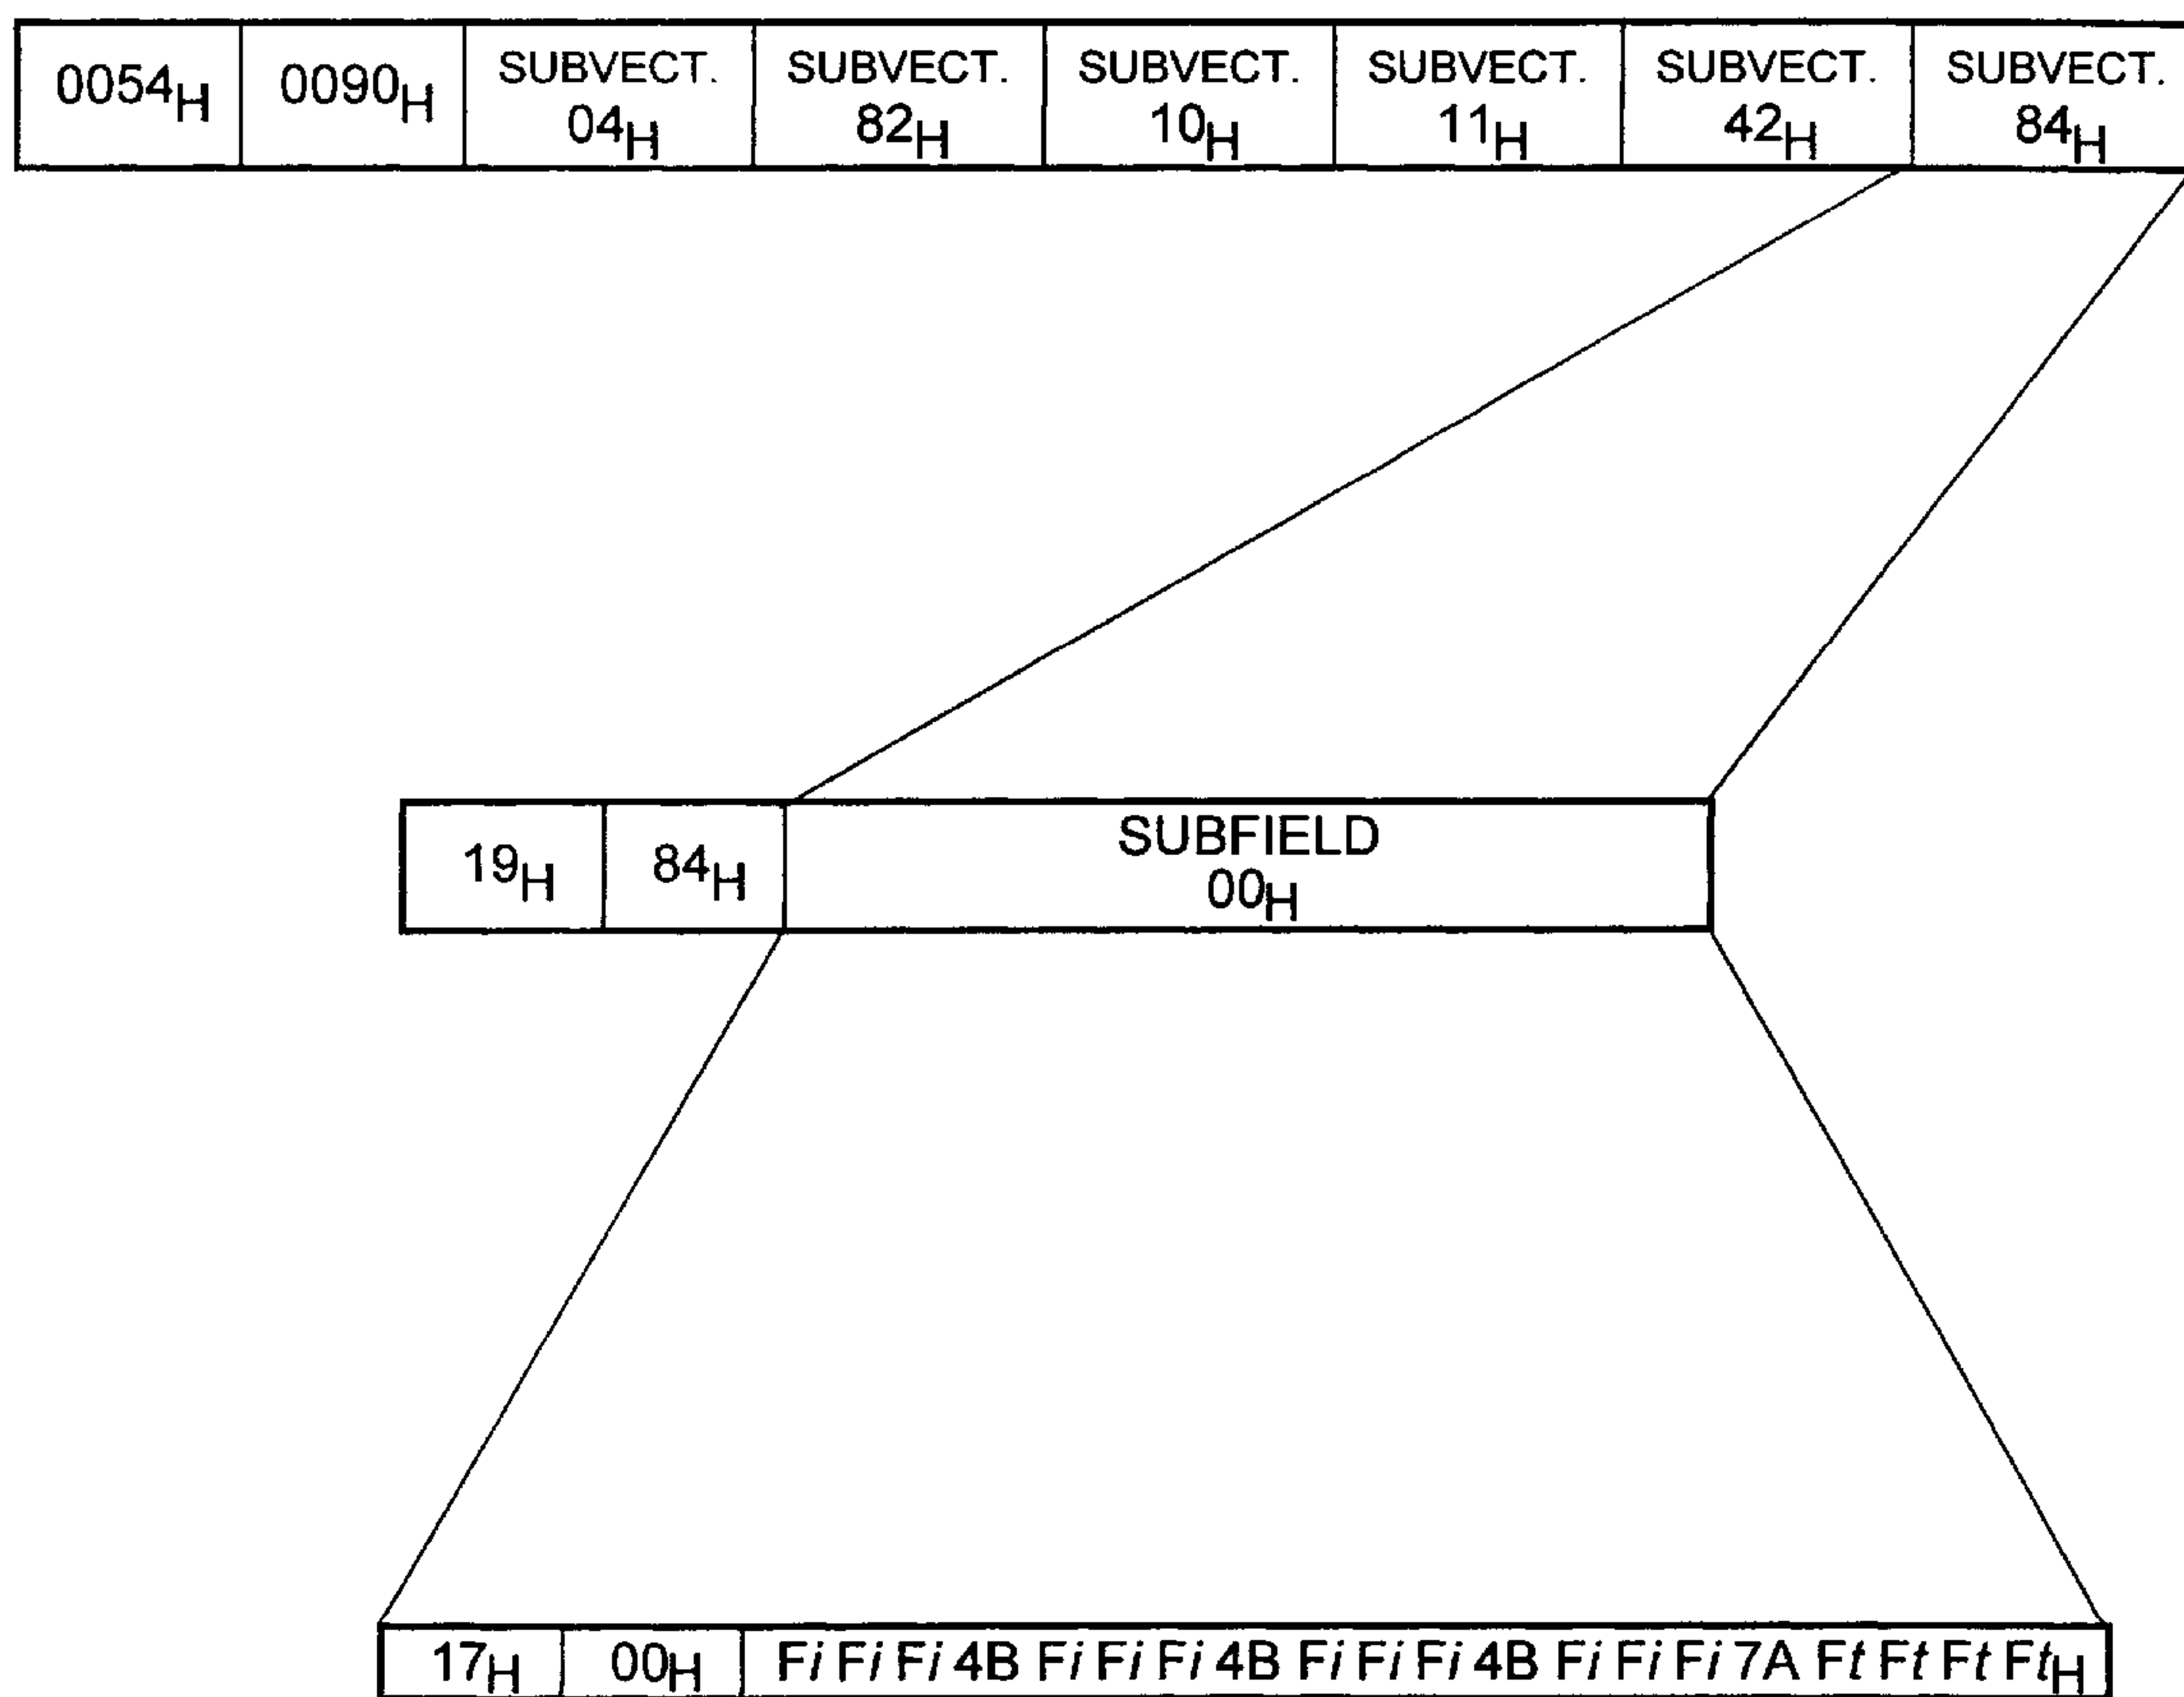 0054H 0090H SUBVECT. 04H SUBVECT. 82H SUBVECT. 10H SUBVECT. 11H SUBVECT. 42H SUBVECT. 84H
19H 84H SUBFIELD 00H
17H 00H Fi Fi Fi 4B Fi Fi Fi 4B Fi Fi Fi 4B Fi Fi Fi 7A Ft Ft Ft FtH